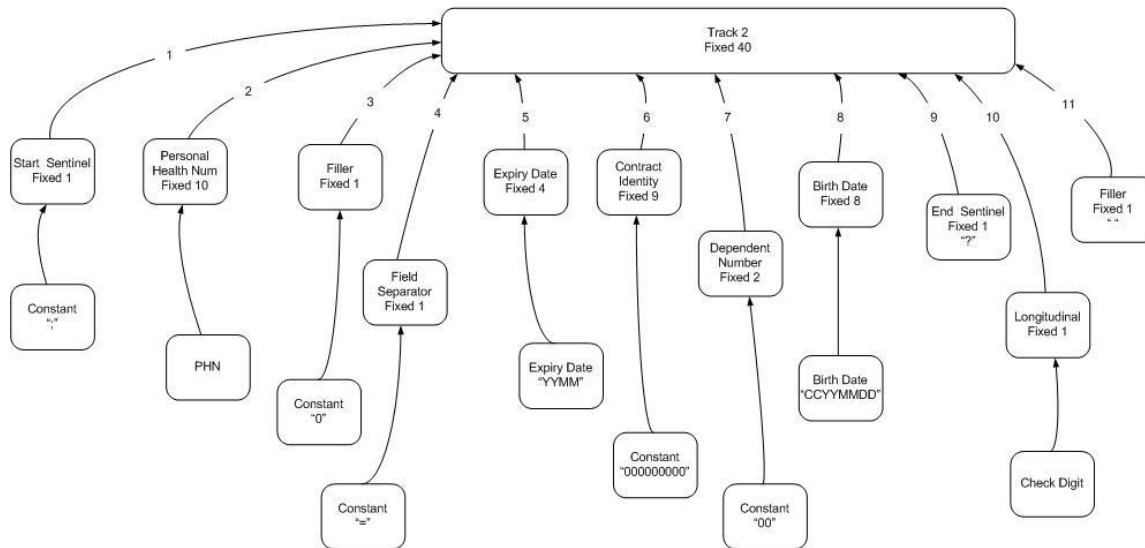 Track 2
Fixed 40
1
2
3
4
5
6
7
8
9
10
11
Start Sentinel
Fixed 1
Personal
Health Num
Fixed 10
Filler
Fixed 1
Field
Separator
Fixed 1
Expiry Date
Fixed 4
Contract
Identity
Fixed 9
Dependent
Number
Fixed 2
Birth Date
Fixed 8
End Sentinel
Fixed 1
“?”
Longitudinal
Fixed 1
Filler
Fixed 1
“ “
Constant
“;”
PHN
Constant
“0”
Constant
“=”
Expiry Date
“YYMM”
Constant
“000000000”
Constant
“00”
Birth Date
“CCYYMMDD”
Check Digit